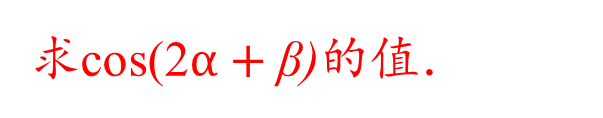 求cos(2α + β)的值.